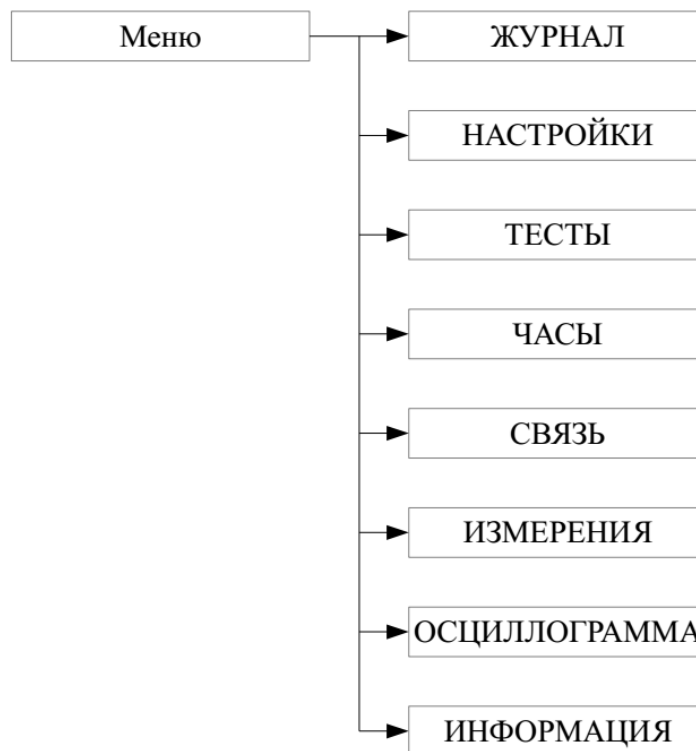 Меню
ЖУРНАЛ
НАСТРОЙКИ
ТЕСТЫ
ЧАСЫ
СВЯЗЬ
ИЗМЕРЕНИЯ
ОСЦИЛЛОГРАММА
ИНФОРМАЦИЯ